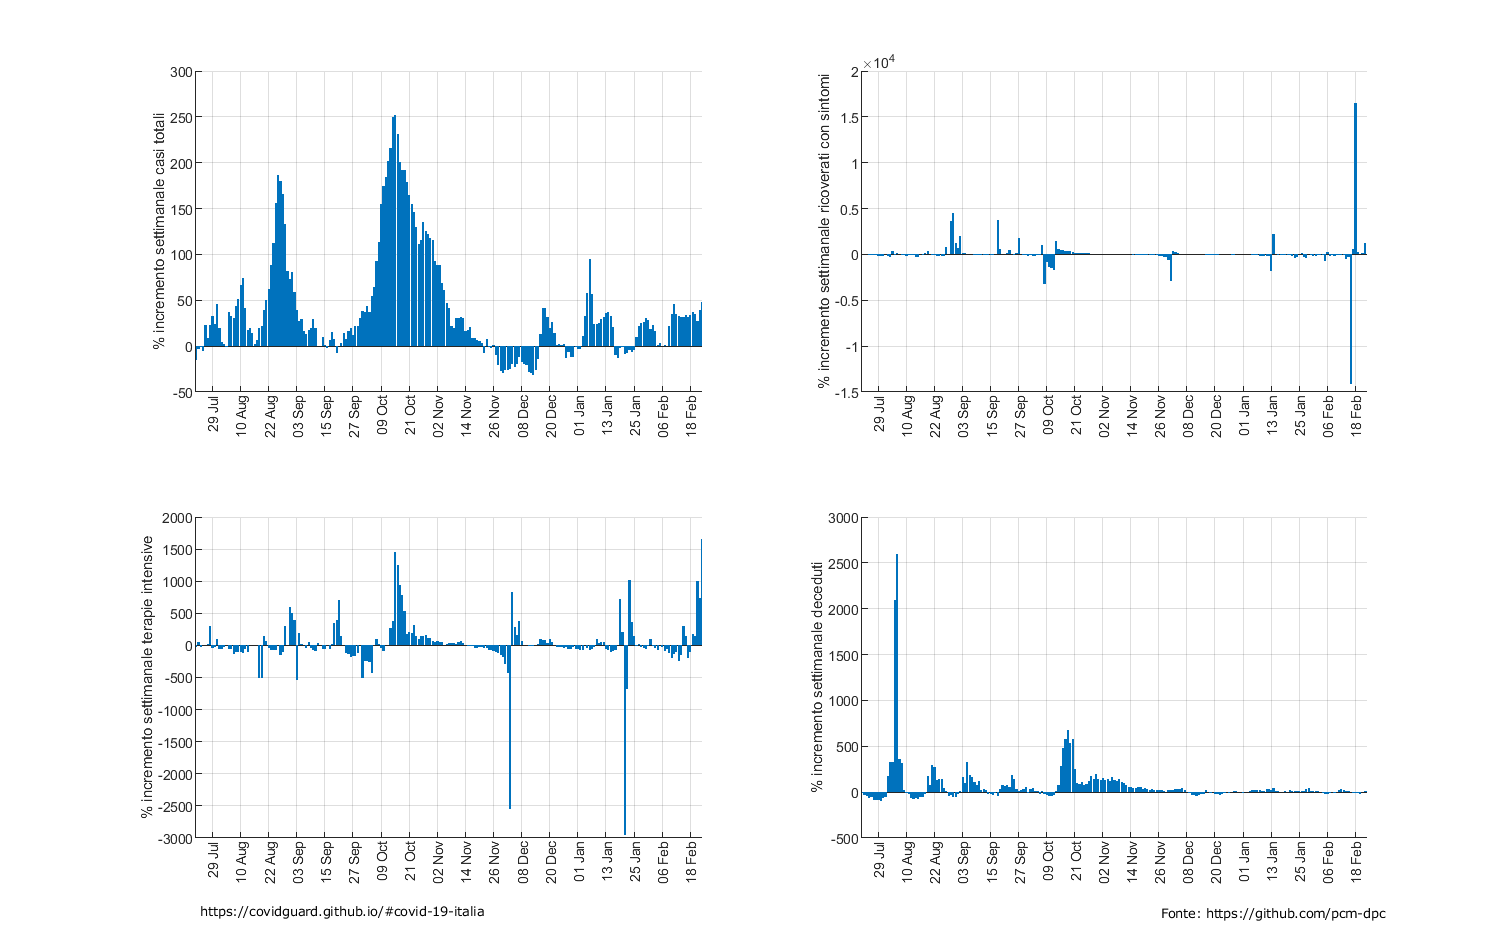 % incremento settimanale casi totali
300
250
200
150
100
50
0
-50
29 Jul
10 Aug
22 Aug
03 Sep
15 Sep
27 Sep
09 Oct
21 Oct
02 Nov
14 Nov
26 Nov
08 Dec
20 Dec
01 Jan
13 Jan
25 Jan
06 Feb
18 Feb
% incremento settimanale ricoverati con sintomi
×10⁴
2
1.5
1
0.5
0
-0.5
-1
-1.5
29 Jul
10 Aug
22 Aug
03 Sep
15 Sep
27 Sep
09 Oct
21 Oct
02 Nov
14 Nov
26 Nov
08 Dec
20 Dec
01 Jan
13 Jan
25 Jan
06 Feb
18 Feb
% incremento settimanale terapie intensive
2000
1500
1000
500
0
-500
-1000
-1500
-2000
-2500
-3000
29 Jul
10 Aug
22 Aug
03 Sep
15 Sep
27 Sep
09 Oct
21 Oct
02 Nov
14 Nov
26 Nov
08 Dec
20 Dec
01 Jan
13 Jan
25 Jan
06 Feb
18 Feb
% incremento settimanale deceduti
3000
2500
2000
1500
1000
500
0
-500
29 Jul
10 Aug
22 Aug
03 Sep
15 Sep
27 Sep
09 Oct
21 Oct
02 Nov
14 Nov
26 Nov
08 Dec
20 Dec
01 Jan
13 Jan
25 Jan
06 Feb
18 Feb
https://covidguard.github.io/#covid-19-italia
Fonte: https://github.com/pcm-dpc